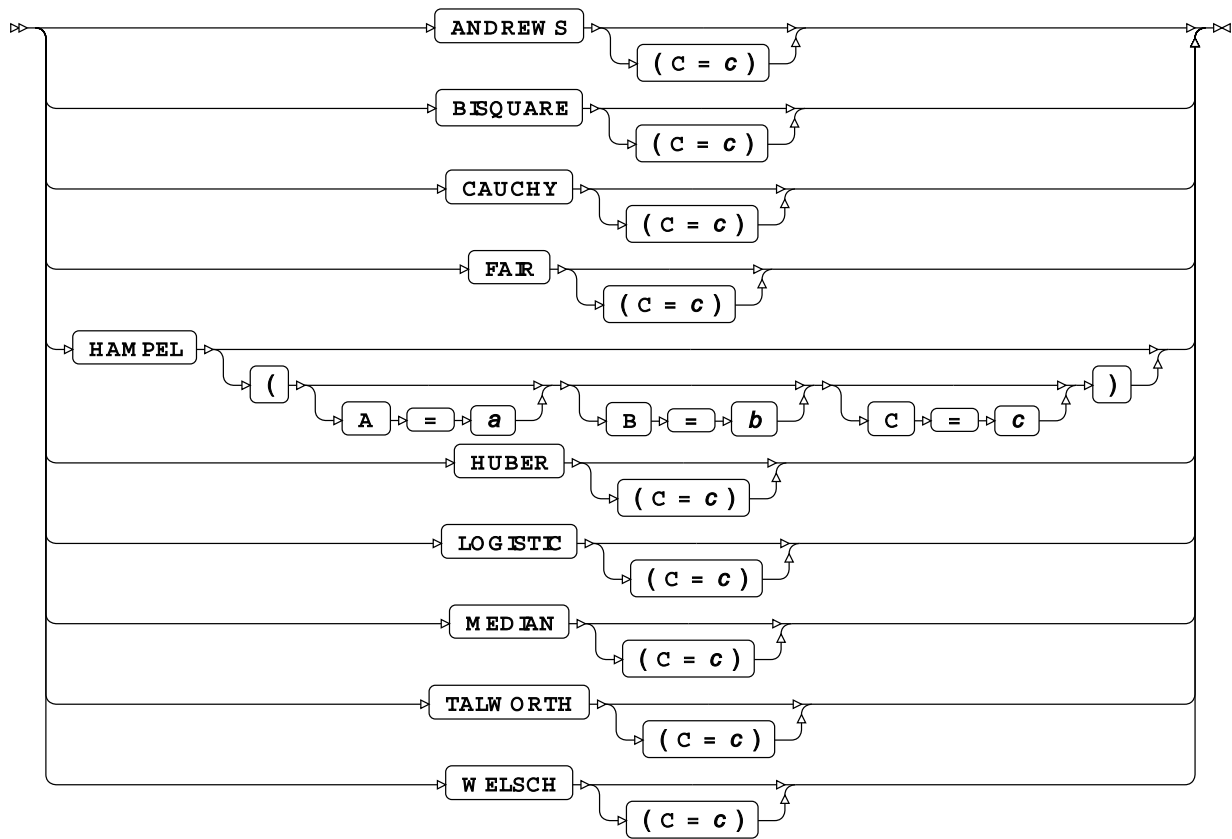 ANDREWS
( C = c )
BISQUARE
( C = c )
CAUCHY
( C = c )
FAIR
( C = c )
HAMPEL
( A = a B = b C = c )
HUBER
( C = c )
LOGISTIC
( C = c )
MEDIAN
( C = c )
TALWORTH
( C = c )
WELSCH
( C = c )